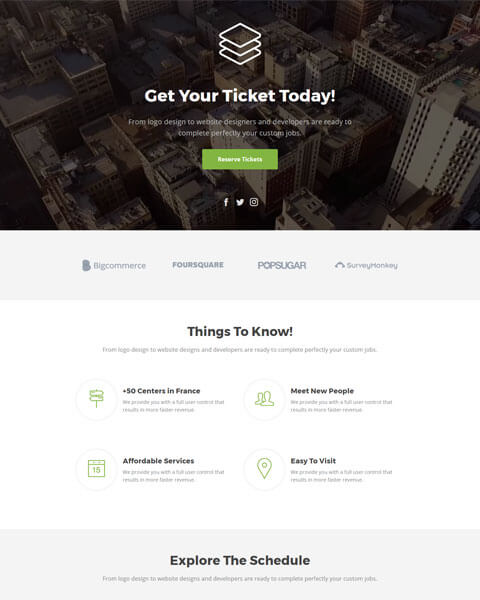 Get Your Ticket Today!
From logo design to website designers and developers are ready to
complete perfectly your custom jobs.
Reserve Tickets
Bigcommerce
FOURSQUARE
POPSUGAR
SurveyMonkey
Things To Know!
From logo design to website designs and developers are ready to complete perfectly your custom jobs.
+50 Centers in France
We provide you with a full user control that
results in more faster revenue.
Meet New People
We provide you with a full user control that
results in more faster revenue.
Affordable Services
We provide you with a full user control that
results in more faster revenue.
15
Easy To Visit
We provide you with a full user control that
results in more faster revenue.
Explore The Schedule
From logo design to website designs and developers are ready to complete perfectly your custom jobs.